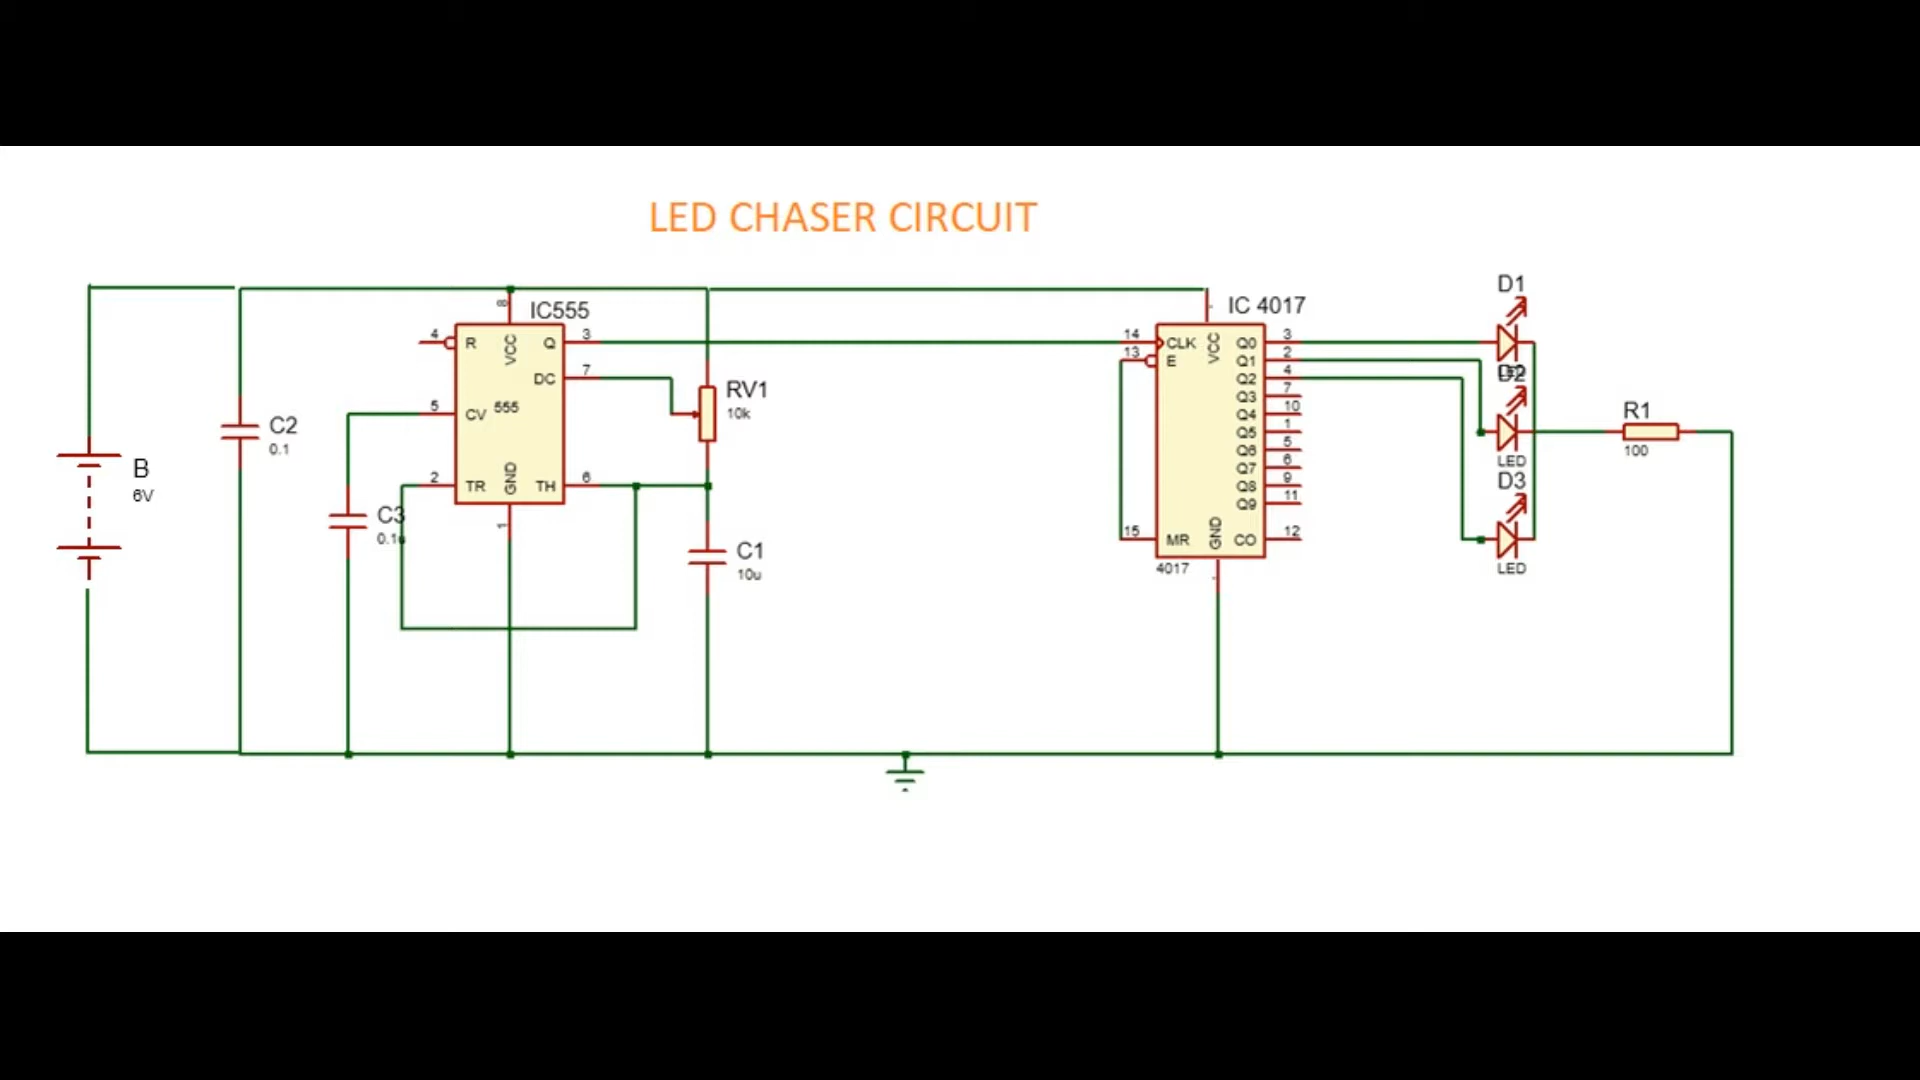 LED CHASER CIRCUIT
B
6V
C2
0.1
C3
0.1
IC555
8
4
R
VCC
Q
3
DC
7
5
CV
555
2
TR
GND
TH
6
1
RV1
10k
C1
10u
IC 4017
14
CLK
VCC
Q0
3
13
E
Q1
2
Q2
4
Q3
7
Q4
10
Q5
1
Q6
5
Q7
6
Q8
9
Q9
11
15
MR
GND
CO
12
4017
D1
D2
LED
D3
LED
R1
100